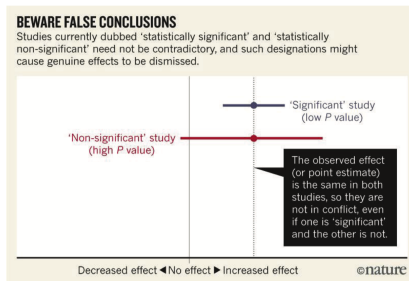 BEWARE FALSE CONCLUSIONS
Studies currently dubbed ‘statistically significant’ and ‘statistically
non-significant’ need not be contradictory, and such designations might
cause genuine effects to be dismissed.
‘Significant’ study
(low P value)
‘Non-significant’ study
(high P value)
The observed effect
(or point estimate)
is the same in both
studies, so they are
not in conflict, even
if one is ‘significant’
and the other is not.
Decreased effect ◀ No effect ▶ Increased effect
©nature